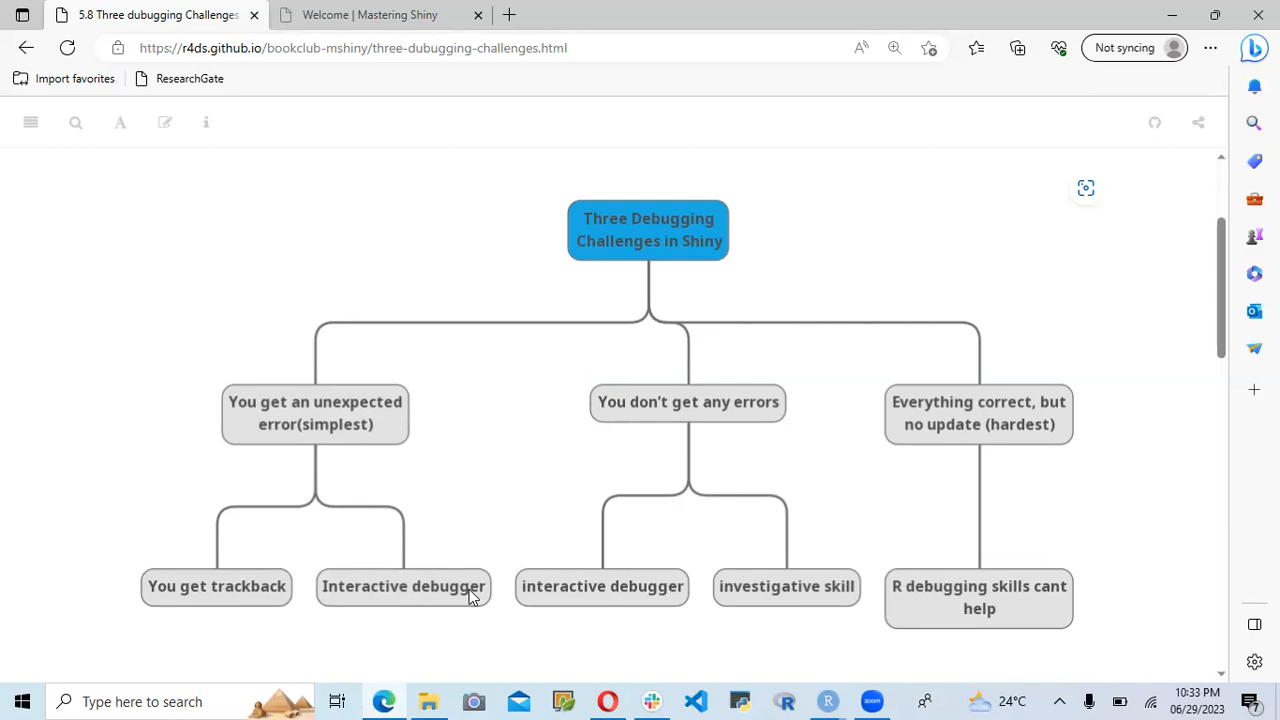 5.8 Three dubugging Challenges
Welcome | Mastering Shiny
https://r4ds.github.io/bookclub-mshiny/three-dubugging-challenges.html
Not syncing
Import favorites
ResearchGate
Three Debugging
Challenges in Shiny
You get an unexpected
error(simplest)
You don't get any errors
Everything correct, but
no update (hardest)
You get trackback
Interactive debugger
interactive debugger
investigative skill
R debugging skills cant
help
Type here to search
24°C
10:33 PM
06/29/2023
7